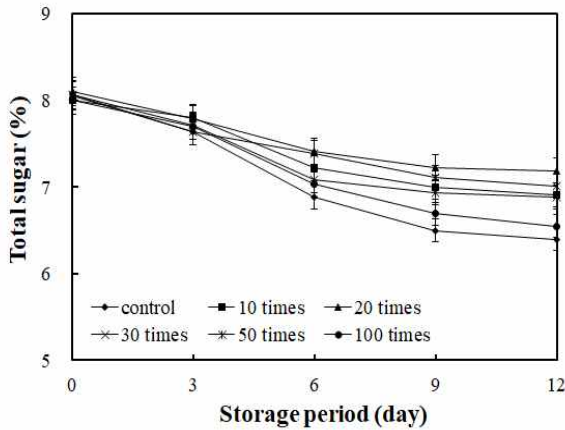 9
8
7
6
5
Total sugar (%)
control 10 times 20 times
30 times 50 times 100 times
0 3 6 9 12
Storage period (day)